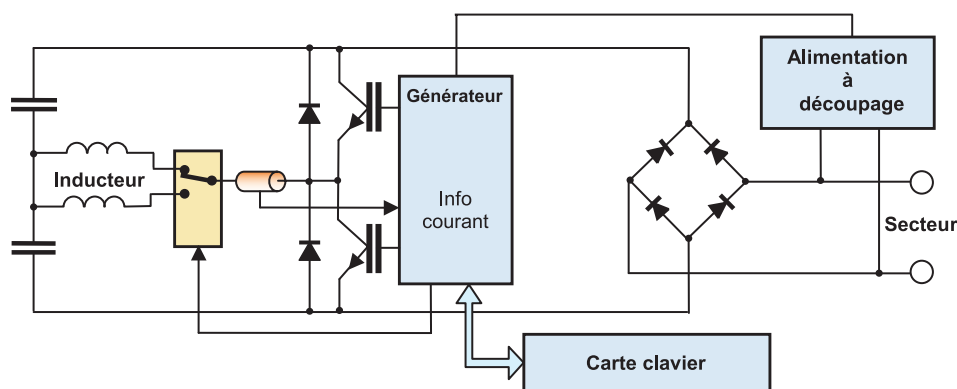 Alimentation
à
découpage
Générateur
Inducteur
Info
courant
Secteur
Carte clavier